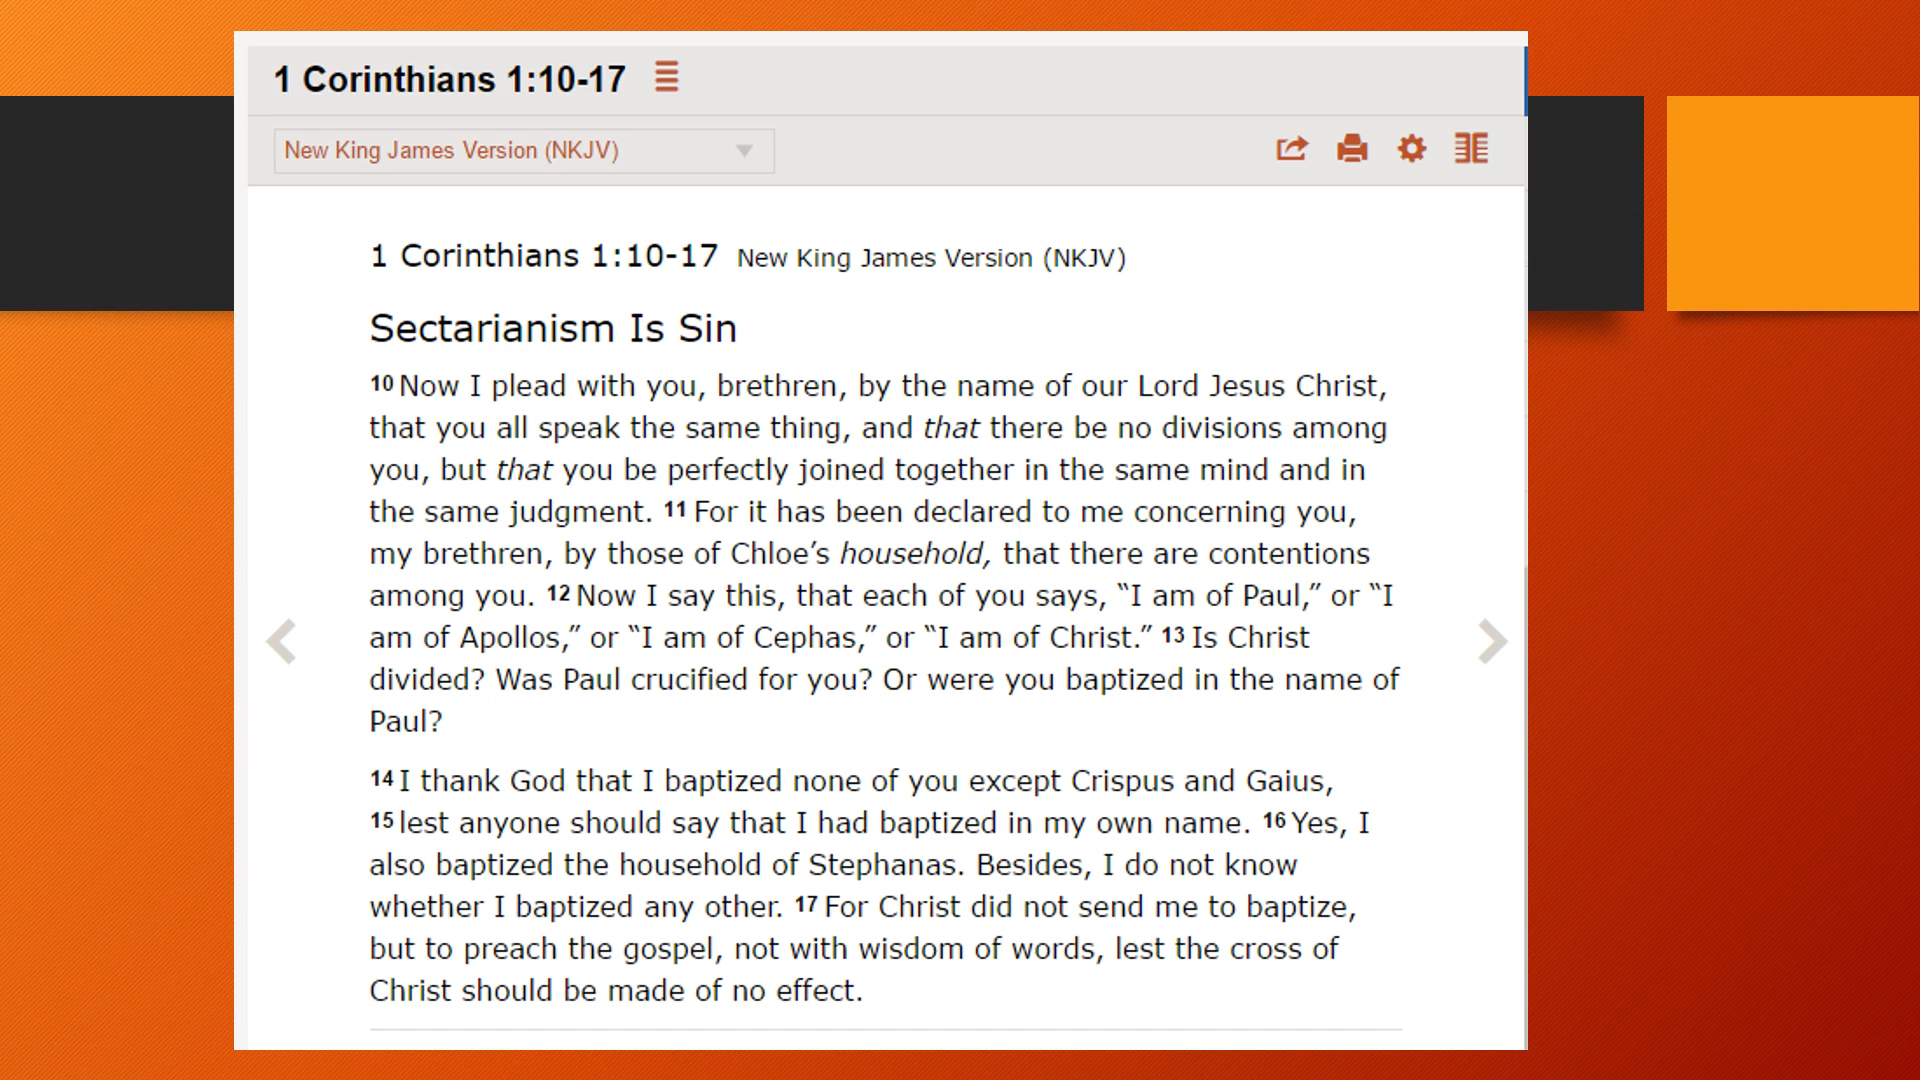 1 Corinthians 1:10-17
New King James Version (NKJV)
1 Corinthians 1:10-17 New King James Version (NKJV)
Sectarianism Is Sin
10 Now I plead with you, brethren, by the name of our Lord Jesus Christ,
that you all speak the same thing, and that there be no divisions among
you, but that you be perfectly joined together in the same mind and in
the same judgment. 11 For it has been declared to me concerning you,
my brethren, by those of Chloe’s household, that there are contentions
among you. 12 Now I say this, that each of you says, “I am of Paul,” or “I
am of Apollos,” or “I am of Cephas,” or “I am of Christ.” 13 Is Christ
divided? Was Paul crucified for you? Or were you baptized in the name of
Paul?
14 I thank God that I baptized none of you except Crispus and Gaius,
15 lest anyone should say that I had baptized in my own name. 16 Yes, I
also baptized the household of Stephanas. Besides, I do not know
whether I baptized any other. 17 For Christ did not send me to baptize,
but to preach the gospel, not with wisdom of words, lest the cross of
Christ should be made of no effect.